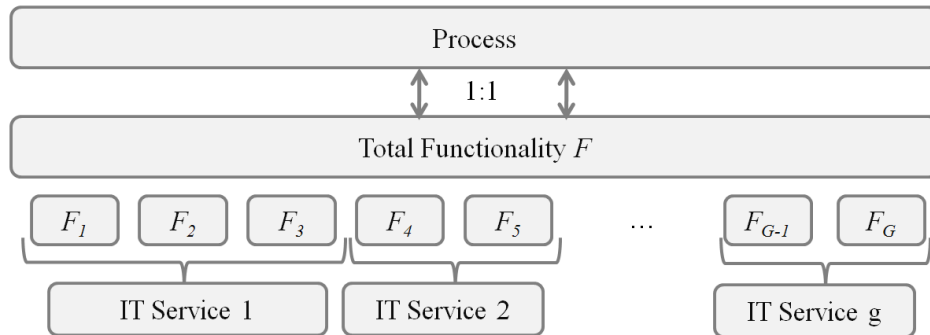 Process
1:1
Total Functionality F
F1 F2 F3 F4 F5 ... FG-1 FG
IT Service 1 IT Service 2 IT Service g